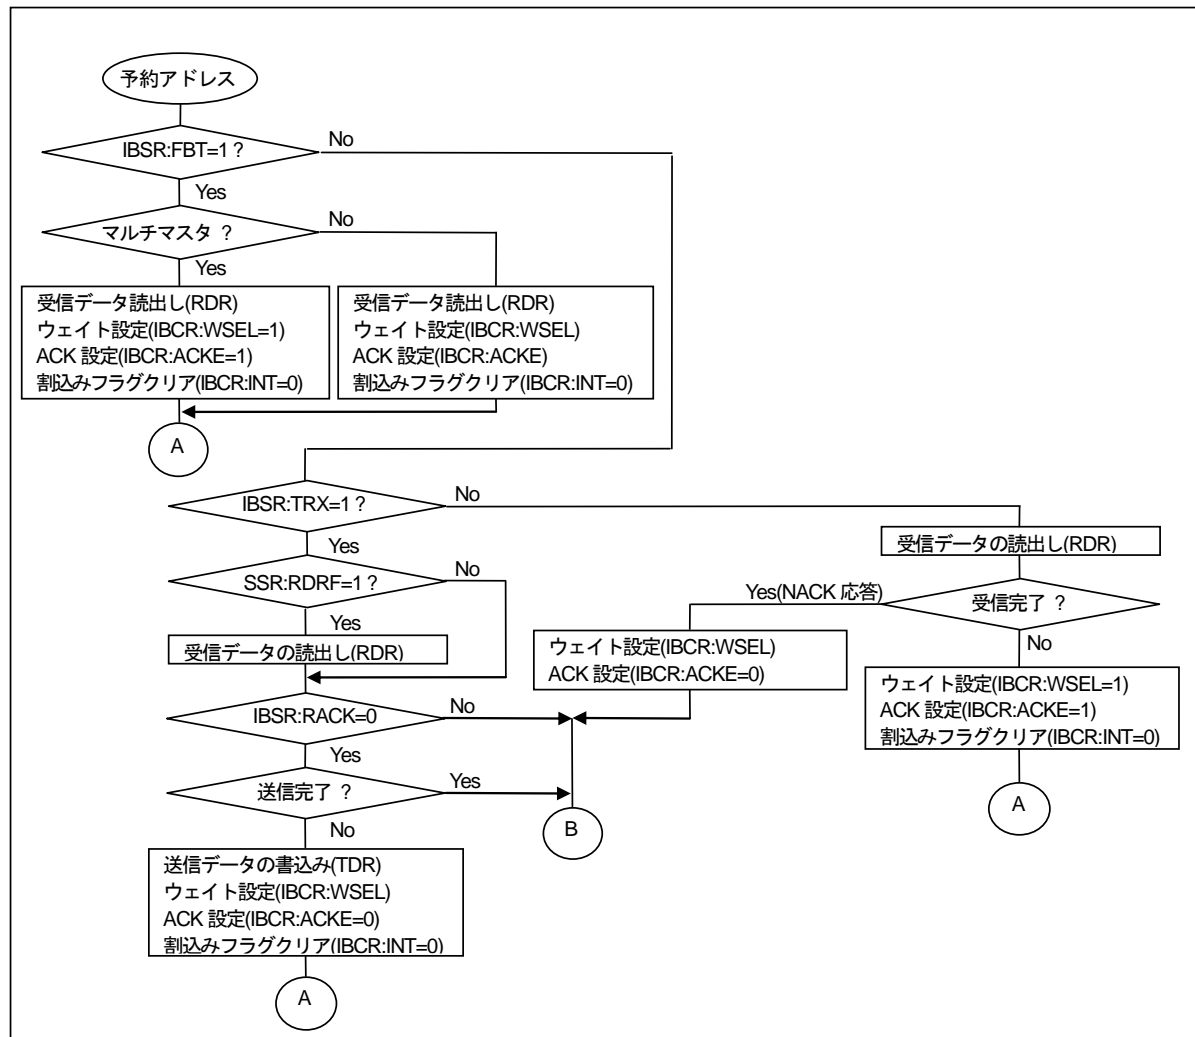 予約アドレス
IBSR:FBT=1 ?
No
Yes
マルチマスタ ?
No
Yes
受信データ読出し(RDR)
ウェイト設定(IBCR:WSEL=1)
ACK 設定(IBCR:ACKE=1)
割込みフラグクリア(IBCR:INT=0)
受信データ読出し(RDR)
ウェイト設定(IBCR:WSEL)
ACK 設定(IBCR:ACKE)
割込みフラグクリア(IBCR:INT=0)
A
IBSR:TRX=1 ?
No
Yes
受信データの読出し(RDR)
SSR:RDRF=1 ?
No
Yes
受信データの読出し(RDR)
受信完了 ?
Yes(NACK 応答)
No
ウェイト設定(IBCR:WSEL)
ACK 設定(IBCR:ACKE=0)
ウェイト設定(IBCR:WSEL=1)
ACK 設定(IBCR:ACKE=1)
割込みフラグクリア(IBCR:INT=0)
A
IBSR:RACK=0
No
Yes
送信完了 ?
Yes
No
B
送信データの書込み(TDR)
ウェイト設定(IBCR:WSEL)
ACK 設定(IBCR:ACKE=0)
割込みフラグクリア(IBCR:INT=0)
A